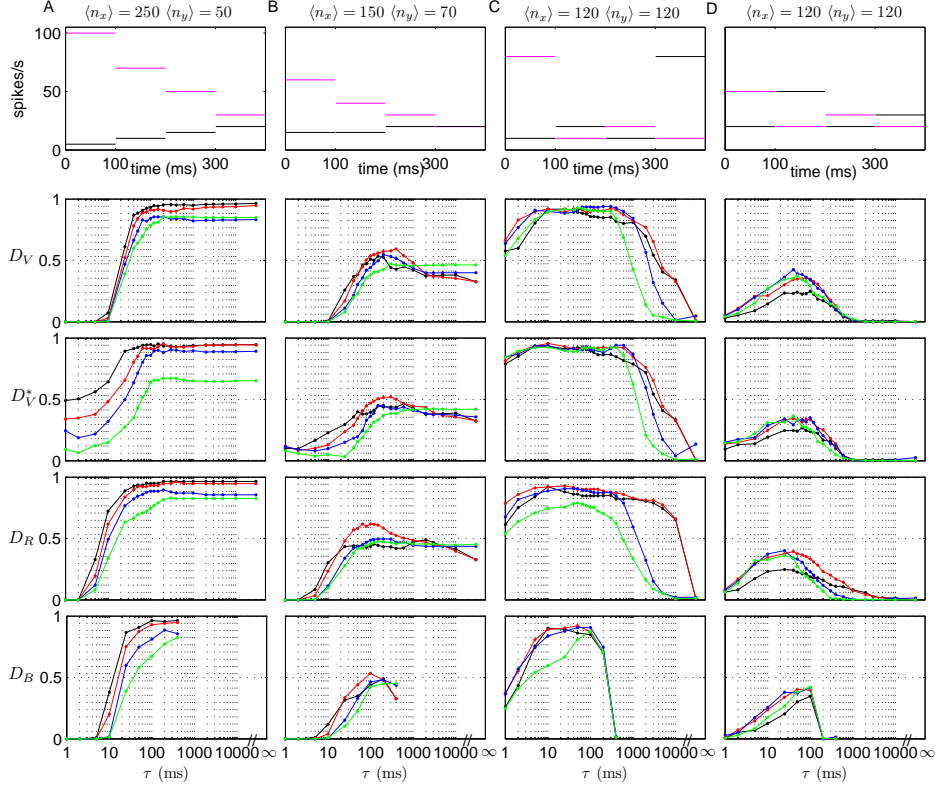 A ⟨n_x⟩ = 250 ⟨n_y⟩ = 50
B ⟨n_x⟩ = 150 ⟨n_y⟩ = 70
C ⟨n_x⟩ = 120 ⟨n_y⟩ = 120
D ⟨n_x⟩ = 120 ⟨n_y⟩ = 120
100
50
0
spikes/s
0 100 300
time (ms)
0 100 300
time (ms)
0 100 300
time (ms)
0 100 300
time (ms)
1
D_V 0.5
0
1
D_V^* 0.5
0
1
D_R 0.5
0
1
D_B 0.5
0
1 10 100 1000 10000 // ∞
1 10 100 1000 10000 // ∞
1 10 100 1000 10000 // ∞
1 10 100 1000 10000 // ∞
τ (ms)
τ (ms)
τ (ms)
τ (ms)